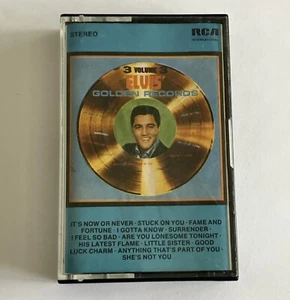 STEREO
RCA
3 VOLUME 3
ELVIS'
GOLDEN RECORDS
IT'S NOW OR NEVER · STUCK ON YOU · FAME AND
FORTUNE · I GOTTA KNOW · SURRENDER ·
I FEEL SO BAD · ARE YOU LONESOME TONIGHT ·
HIS LATEST FLAME · LITTLE SISTER · GOOD
LUCK CHARM · ANYTHING THAT'S PART OF YOU ·
SHE'S NOT YOU